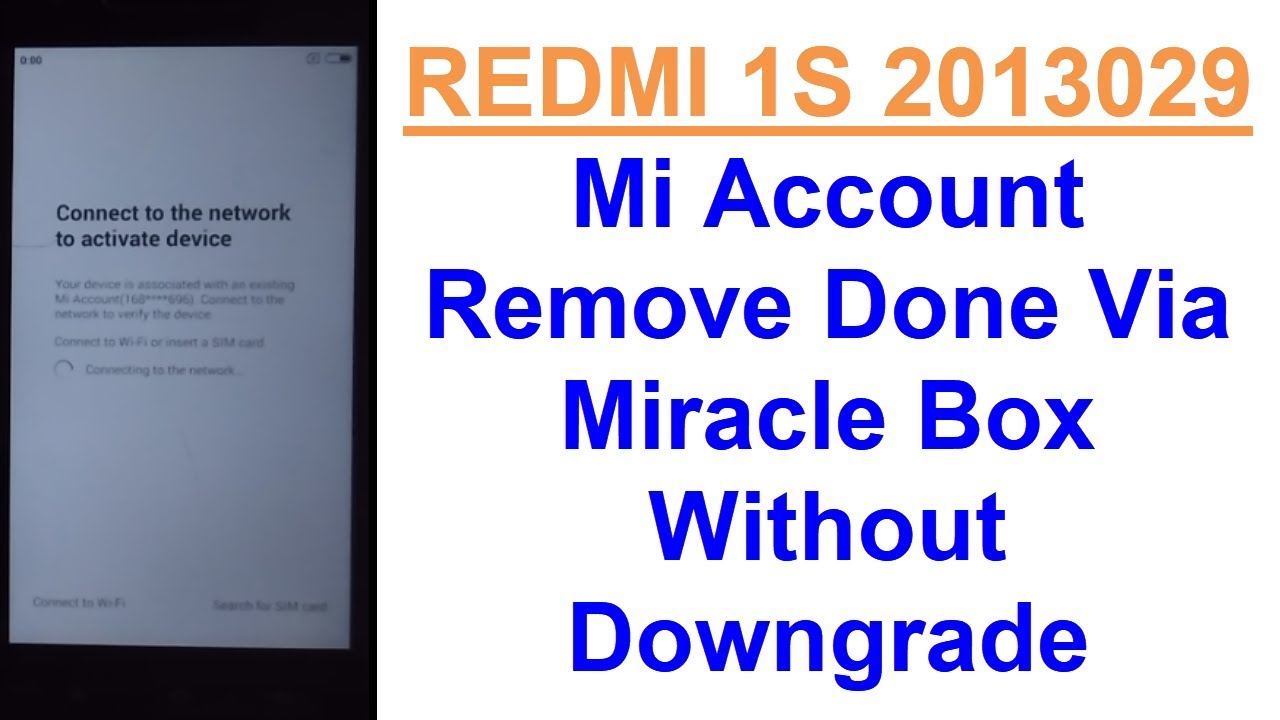 REDMI 1S 2013029
Mi Account
Remove Done Via
Miracle Box
Without
Downgrade
0:00
Connect to the network
to activate device
Your device is associated with an existing
Mi Account(168****696). Connect to the
network to verify the device.
Connect to Wi-Fi or insert a SIM card
Connecting to the network...
Connect to Wi-Fi
Search for SIM card